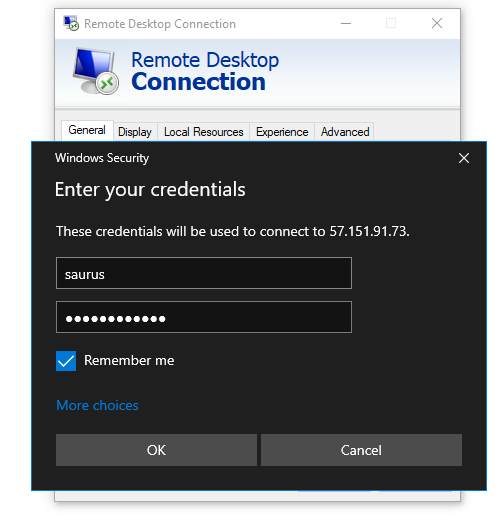 Remote Desktop Connection
Remote Desktop
Connection
General Display Local Resources Experience Advanced
Windows Security
Enter your credentials
These credentials will be used to connect to 57.151.91.73.
saurus
●●●●●●●●●●●●
Remember me
More choices
OK Cancel